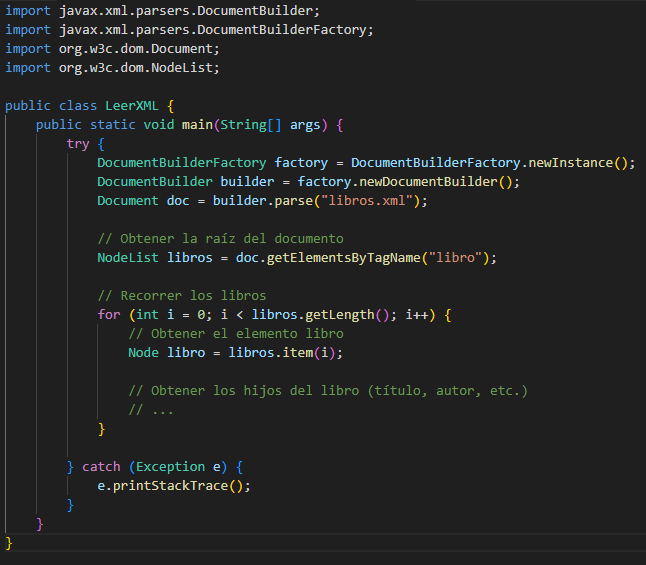 import javax.xml.parsers.DocumentBuilder;
import javax.xml.parsers.DocumentBuilderFactory;
import org.w3c.dom.Document;
import org.w3c.dom.NodeList;

public class LeerXML {
    public static void main(String[] args) {
        try {
            DocumentBuilderFactory factory = DocumentBuilderFactory.newInstance();
            DocumentBuilder builder = factory.newDocumentBuilder();
            Document doc = builder.parse("libros.xml");

            // Obtener la raíz del documento
            NodeList libros = doc.getElementsByTagName("libro");

            // Recorrer los libros
            for (int i = 0; i < libros.getLength(); i++) {
                // Obtener el elemento libro
                Node libro = libros.item(i);

                // Obtener los hijos del libro (título, autor, etc.)
                // ...
            }

        } catch (Exception e) {
            e.printStackTrace();
        }
    }
}